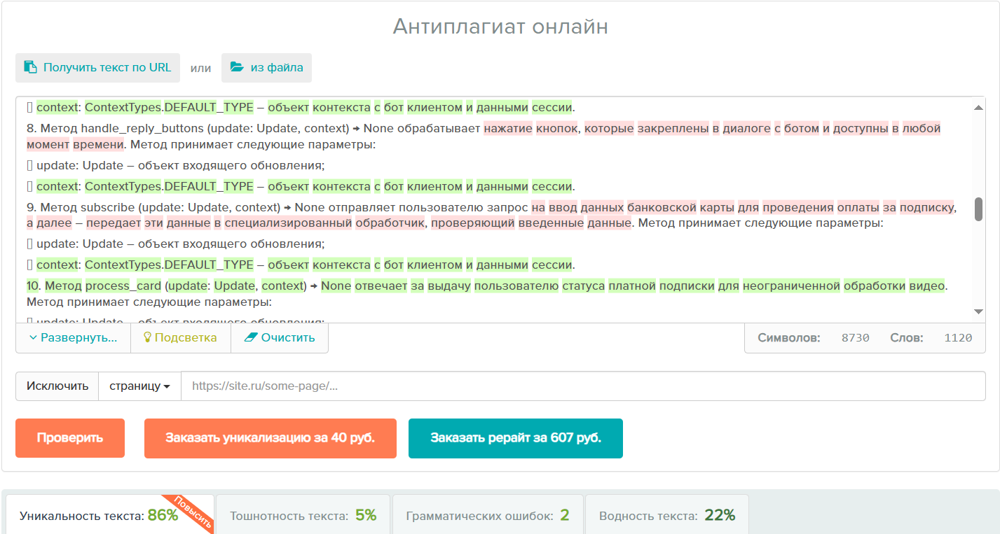 Антиплагиат онлайн
Получить текст по URL или из файла
[] context: ContextTypes.DEFAULT_TYPE – объект контекста с бот клиентом и данными сессии.
8. Метод handle_reply_buttons (update: Update, context) → None обрабатывает нажатие кнопок, которые закреплены в диалоге с ботом и доступны в любой
момент времени. Метод принимает следующие параметры:
[] update: Update – объект входящего обновления;
[] context: ContextTypes.DEFAULT_TYPE – объект контекста с бот клиентом и данными сессии.
9. Метод subscribe (update: Update, context) → None отправляет пользователю запрос на ввод данных банковской карты для проведения оплаты за подписку,
а далее – передает эти данные в специализированный обработчик, проверяющий введенные данные. Метод принимает следующие параметры:
[] update: Update – объект входящего обновления;
[] context: ContextTypes.DEFAULT_TYPE – объект контекста с бот клиентом и данными сессии.
10. Метод process_card (update: Update, context) → None отвечает за выдачу пользователю статуса платной подписки для неограниченной обработки видео.
Метод принимает следующие параметры:
[] update: Update – объект входящего обновления;
Развернуть... Подсветка Очистить Символов: 8730 Слов: 1120
Исключить страницу https://site.ru/some-page/...
Проверить Заказать уникализацию за 40 руб. Заказать рерайт за 607 руб.
Повысить
Уникальность текста: 86% Тошнотность текста: 5% Грамматических ошибок: 2 Водность текста: 22%